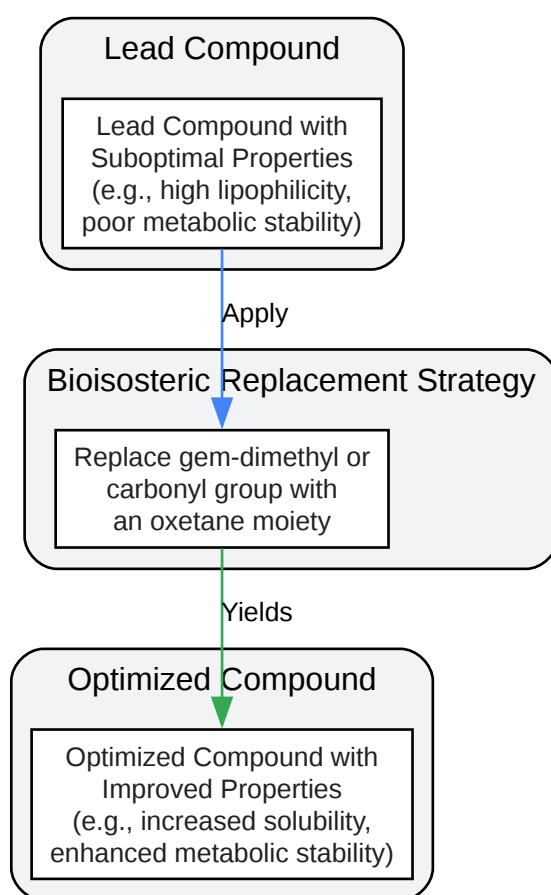 Lead Compound
Lead Compound with
Suboptimal Properties
(e.g., high lipophilicity,
poor metabolic stability)
Apply
Bioisosteric Replacement Strategy
Replace gem-dimethyl or
carbonyl group with
an oxetane moiety
Yields
Optimized Compound
Optimized Compound with
Improved Properties
(e.g., increased solubility,
enhanced metabolic stability)